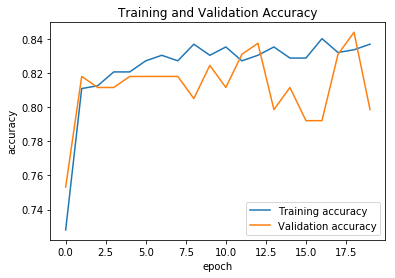 Training and Validation Accuracy
accuracy
0.84
0.82
0.80
0.78
0.76
0.74
Training accuracy
Validation accuracy
0.0 2.5 5.0 7.5 10.0 12.5 15.0 17.5
epoch